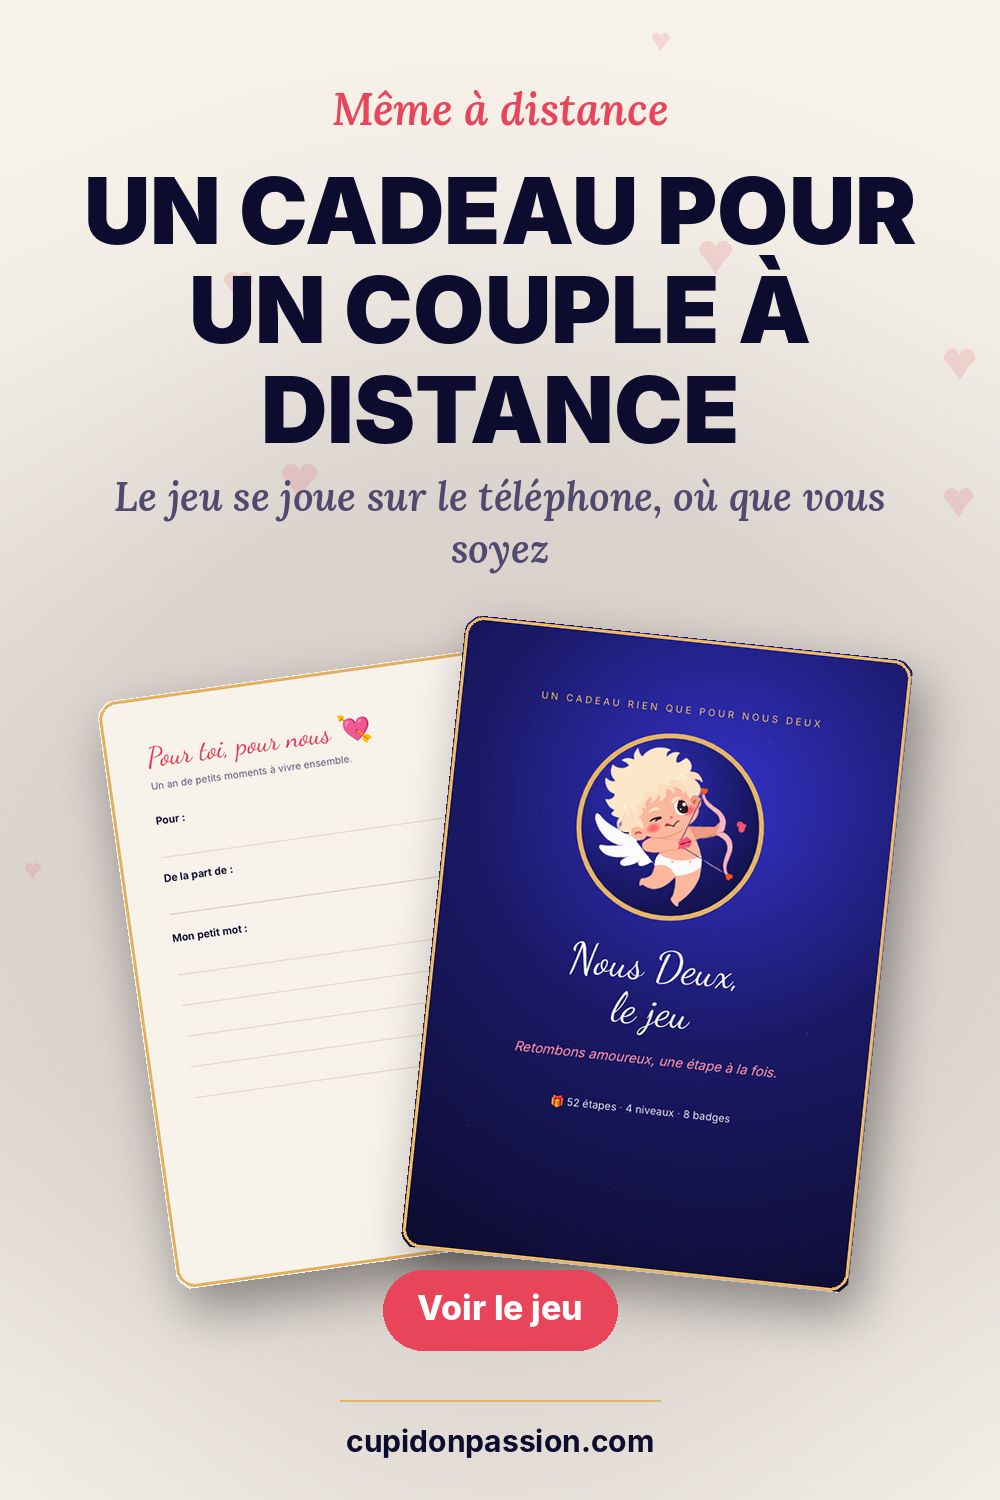 Même à distance
UN CADEAU POUR
UN COUPLE À
DISTANCE
Le jeu se joue sur le téléphone, où que vous
soyez
Pour toi, pour nous 💘
Un an de petits moments à vivre ensemble.
Pour :
De la part de :
Mon petit mot :
UN CADEAU RIEN QUE POUR NOUS DEUX
Nous Deux,
le jeu
Retombons amoureux, une étape à la fois.
🎁 52 étapes · 4 niveaux · 8 badges
Voir le jeu
cupidonpassion.com